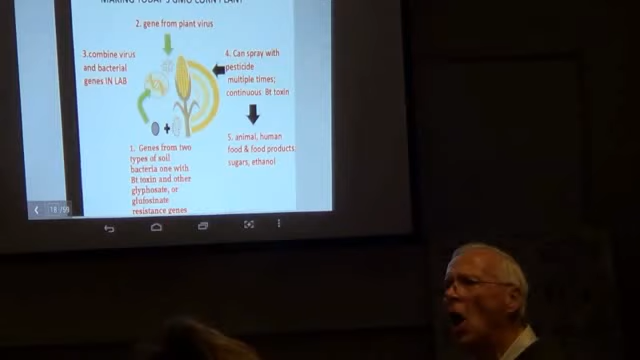 MAKING TODAY'S GMO CORN PLANT
2. gene from plant virus
3.combine virus
and bacterial
genes IN LAB
4. Can spray with
pesticide
multiple times;
continuous Bt toxin
1. Genes from two
types of soil
bacteria one with
Bt toxin and other
glyphosate, or
glufosinate
resistance genes
5. animal, human
food & food products,
sugars, ethanol
18/59